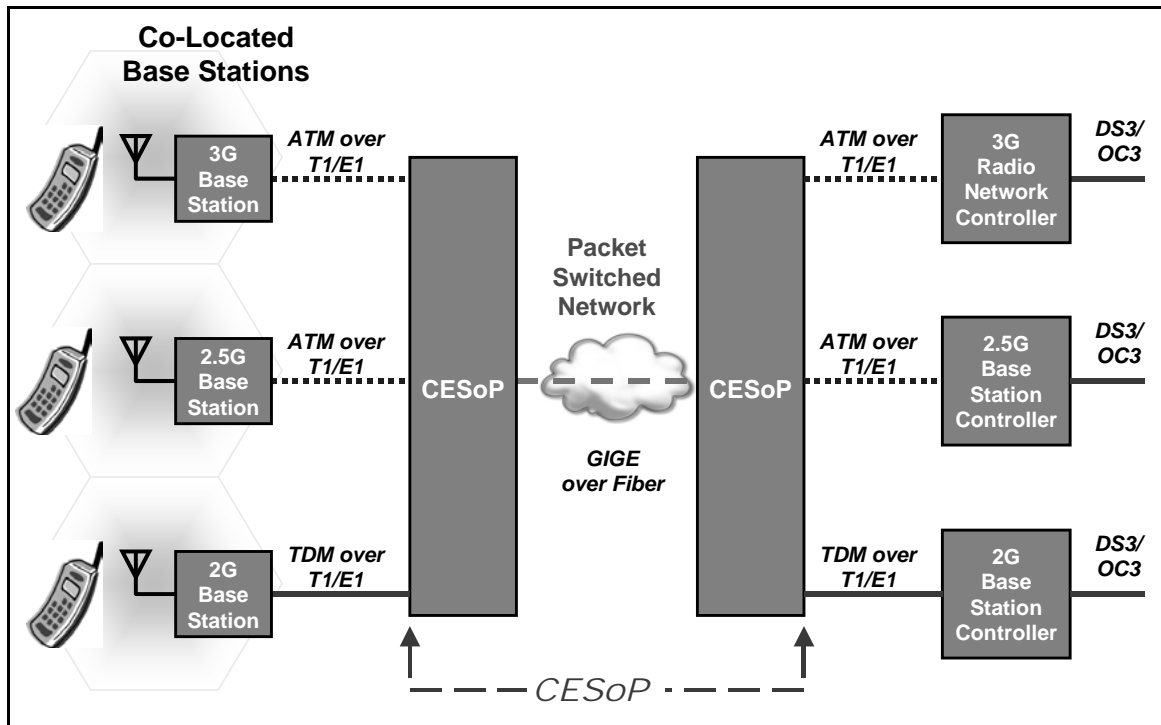 Co-Located
Base Stations
3G
Base
Station
ATM over
T1/E1
ATM over
T1/E1
3G
Radio
Network
Controller
DS3/
OC3
2.5G
Base
Station
ATM over
T1/E1
CESoP
Packet
Switched
Network
GIGE
over Fiber
CESoP
ATM over
T1/E1
2.5G
Base
Station
Controller
DS3/
OC3
2G
Base
Station
TDM over
T1/E1
TDM over
T1/E1
2G
Base
Station
Controller
DS3/
OC3
CESoP